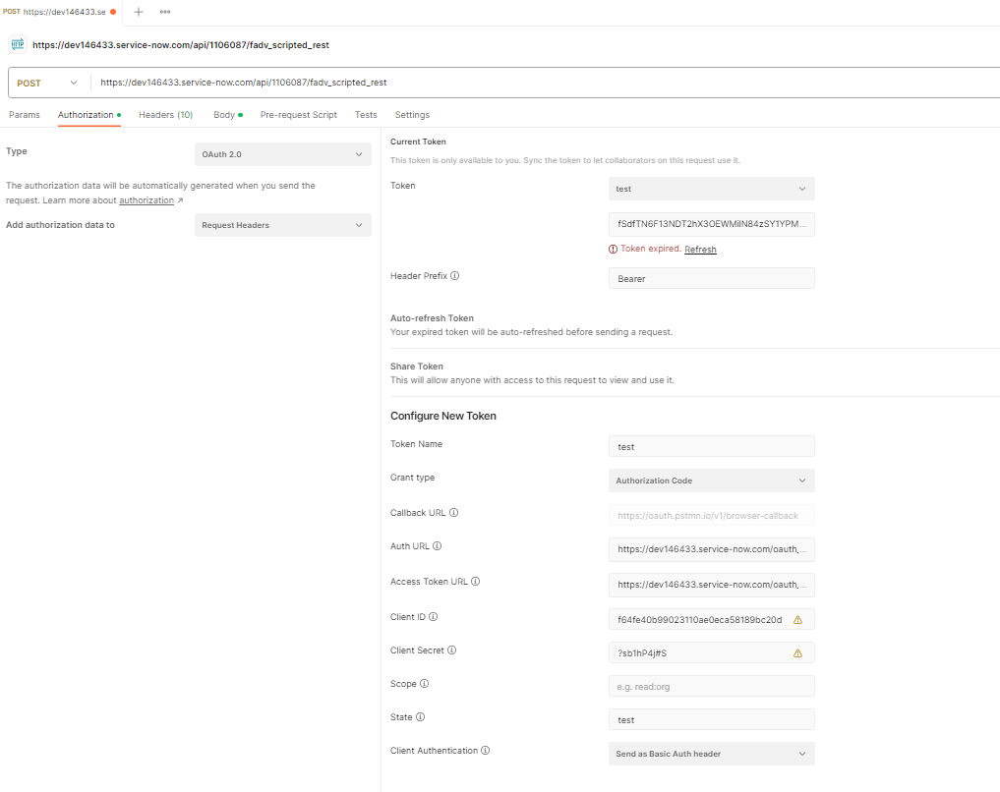 POST https://dev146433.se
HTTP https://dev146433.service-now.com/api/1106087/fadv_scripted_rest
POST https://dev146433.service-now.com/api/1106087/fadv_scripted_rest
Params Authorization Headers (10) Body Pre-request Script Tests Settings
Type OAuth 2.0
The authorization data will be automatically generated when you send the
request. Learn more about authorization ↗
Add authorization data to Request Headers
Current Token
This token is only available to you. Sync the token to let collaborators on this request use it.
Token test
fSdfTN6F13NDT2hX3OEWMilN84zSY1YPM...
Token expired. Refresh
Header Prefix Bearer
Auto-refresh Token
Your expired token will be auto-refreshed before sending a request.
Share Token
This will allow anyone with access to this request to view and use it.
Configure New Token
Token Name test
Grant type Authorization Code
Callback URL https://oauth.pstmn.io/v1/browser-callback
Auth URL https://dev146433.service-now.com/oauth_...
Access Token URL https://dev146433.service-now.com/oauth_...
Client ID f64fe40b99023110ae0eca58189bc20d
Client Secret ?sb1hP4j#S
Scope e.g. read:org
State test
Client Authentication Send as Basic Auth header